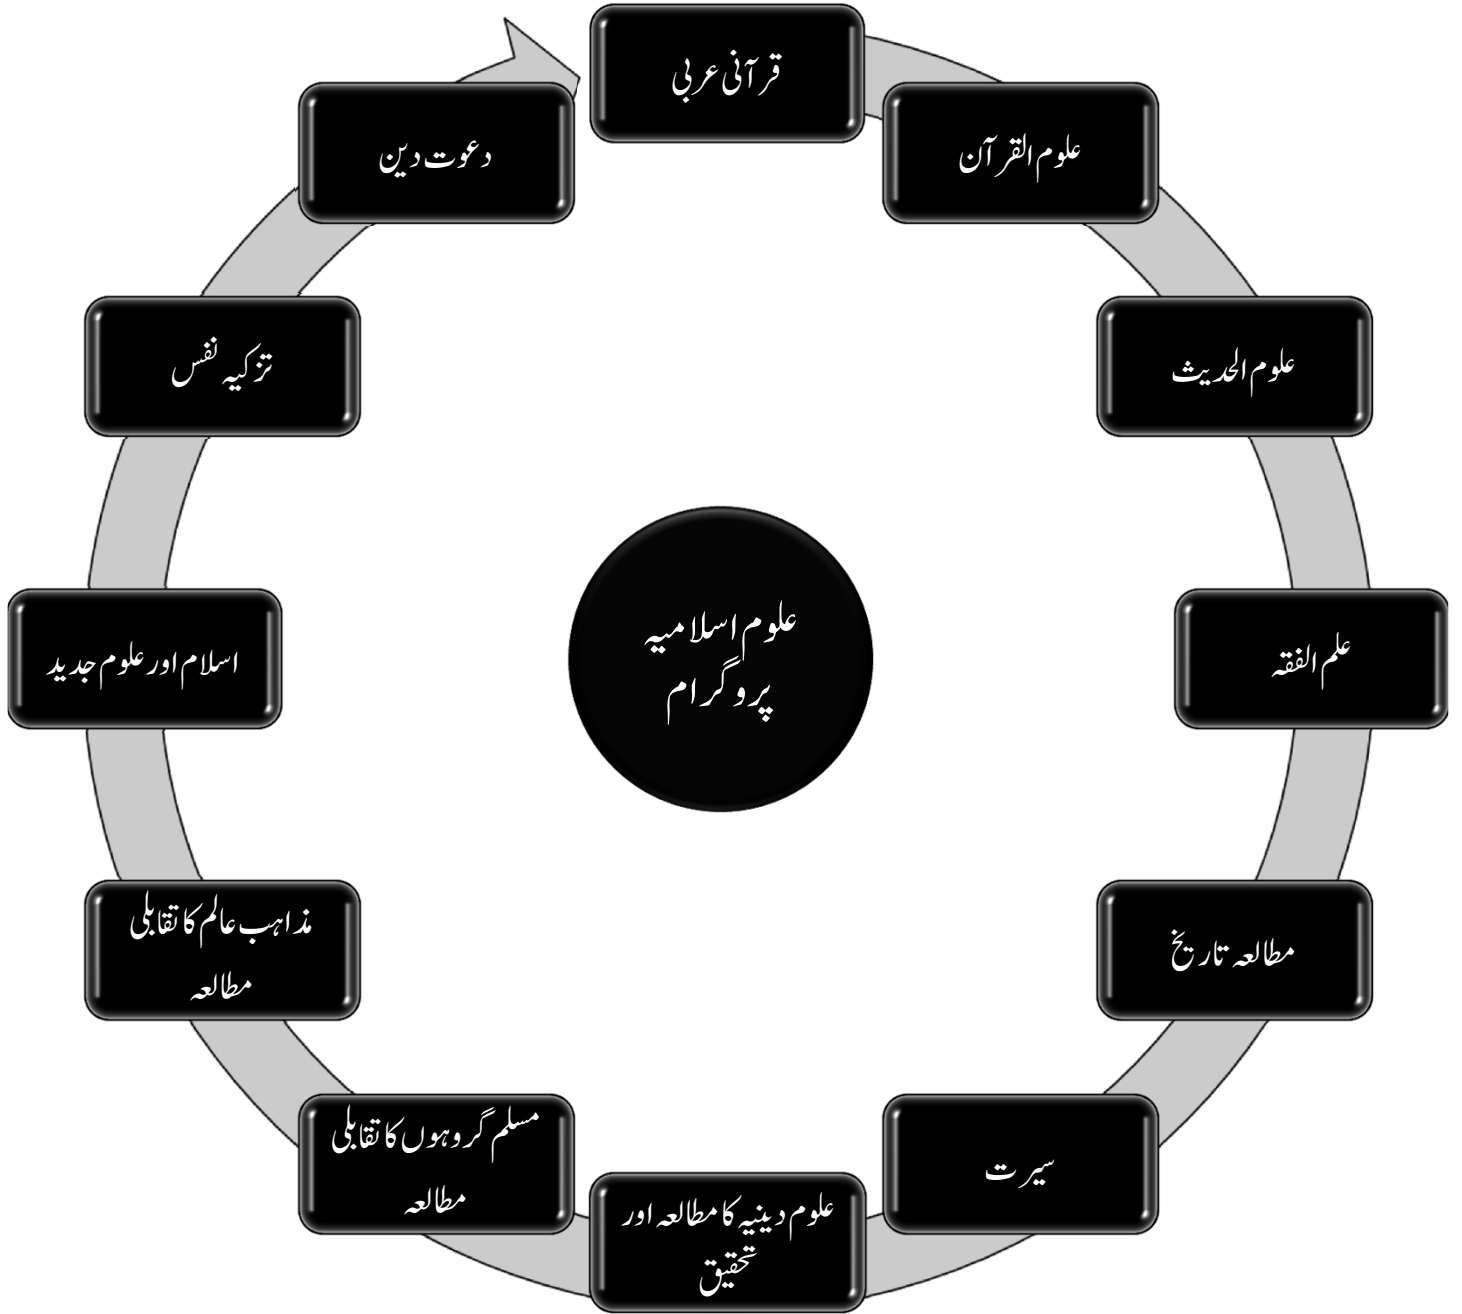 قرآنی عربی
علوم القرآن
علوم الحدیث
علم الفقہ
مطالعہ تاریخ
سیرت
علوم دینیہ کا مطالعہ اور
تحقیق
مسلم گروہوں کا تقابلی
مطالعہ
مذاہب عالم کا تقابلی
مطالعہ
اسلام اور علوم جدید
تزکیہ نفس
دعوت دین
علوم اسلامیہ
پروگرام